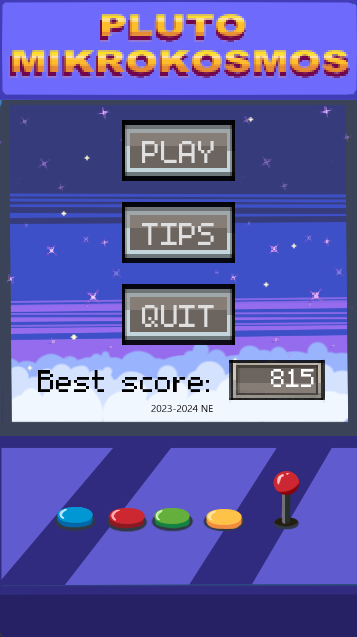 PLUTO
MIKROKOSMOS
PLAY
TIPS
QUIT
Best score: 815
2023-2024 NE